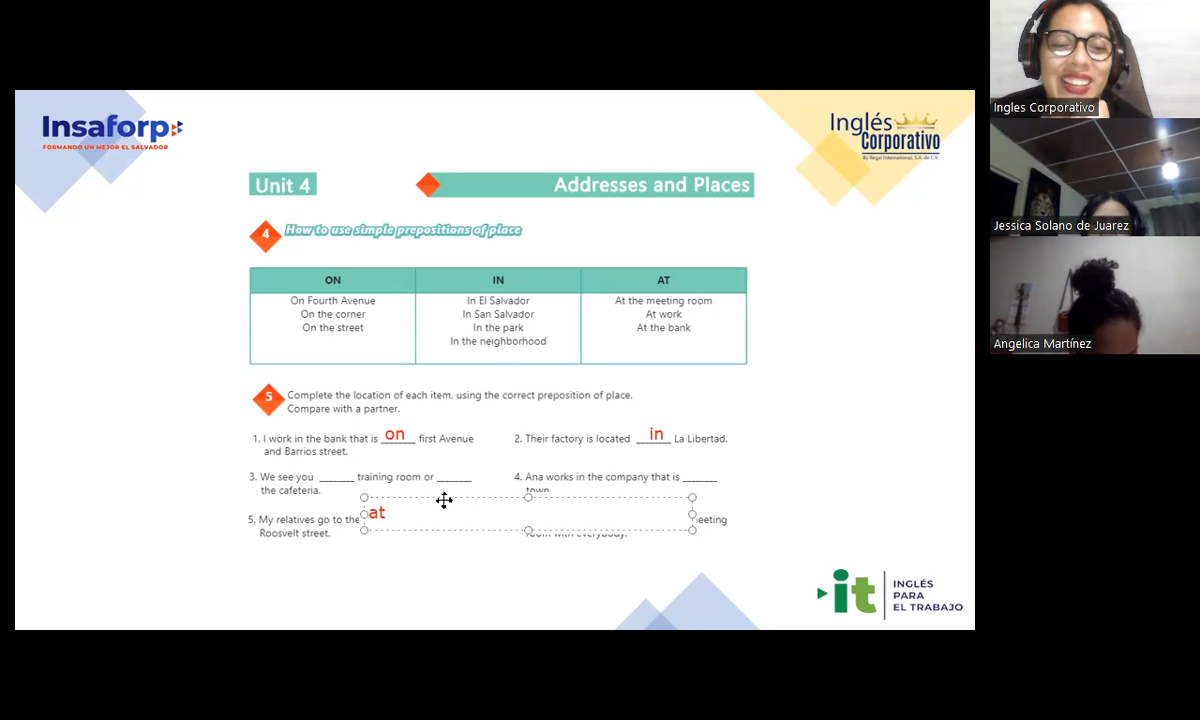 Insaforp
FORMANDO UN MEJOR EL SALVADOR
Inglés
Corporativo
By Regal International, S.A. de C.V.
Unit 4
Addresses and Places
4 How to use simple prepositions of place
ON IN AT
On Fourth Avenue In El Salvador At the meeting room
On the corner In San Salvador At work
On the street In the park At the bank
In the neighborhood
5 Complete the location of each item, using the correct preposition of place.
Compare with a partner.
1. I work in the bank that is on first Avenue
and Barrios street.
2. Their factory is located in La Libertad.
3. We see you _______ training room or _______
the cafeteria.
4. Ana works in the company that is _______
town
5. My relatives go to the
Roosvelt street.
at
room with everybody.
it
INGLÉS
PARA
EL TRABAJO
Ingles Corporativo
Jessica Solano de Juarez
Angelica Martínez